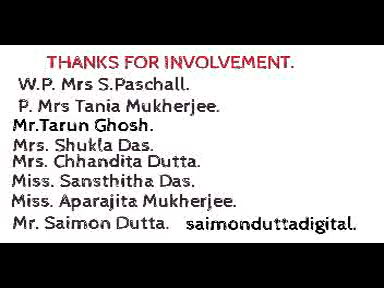 THANKS FOR INVOLVEMENT.
W.P. Mrs S.Paschall.
P. Mrs Tania Mukherjee.
Mr.Tarun Ghosh.
Mrs. Shukla Das.
Mrs. Chhandita Dutta.
Miss. Sansthitha Das.
Miss. Aparajita Mukherjee.
Mr. Saimon Dutta. saimonduttadigital.